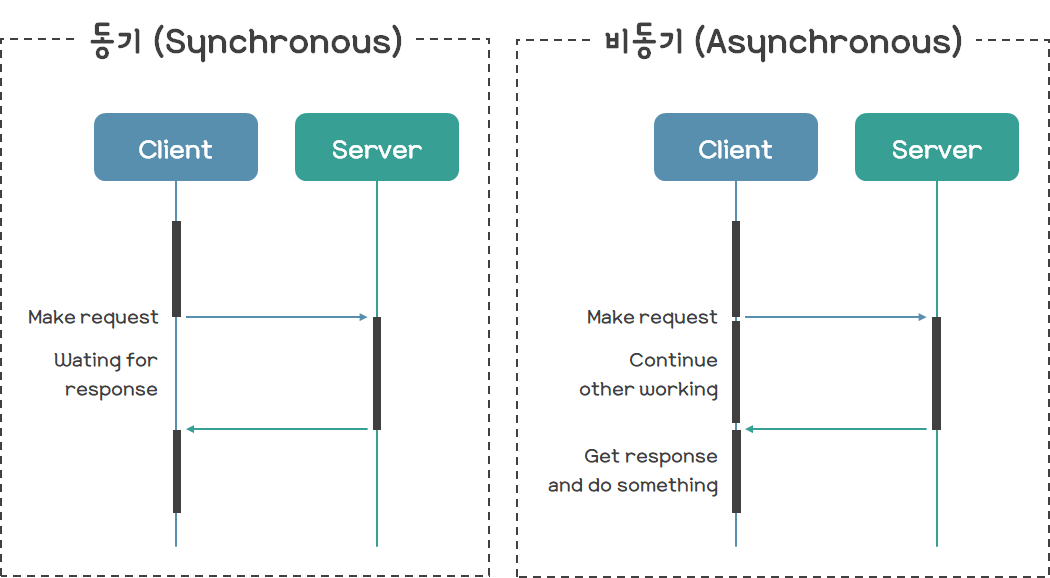 동기 (Synchronous)
Client
Server
Make request
Wating for
response
비동기 (Asynchronous)
Client
Server
Make request
Continue
other working
Get response
and do something